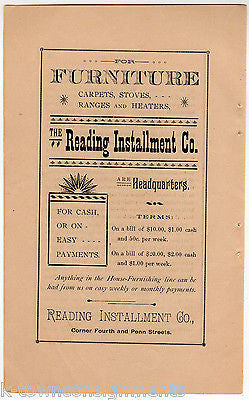 FOR
FURNITURE
CARPETS, STOVES,
RANGES AND HEATERS,
THE Reading Installment Co.
ARE Headquarters.
FOR CASH,
OR ON
EASY
PAYMENTS.
TERMS:
On a bill of $10.00, $1.00 cash
and 50c. per week.
On a bill of $20.00, $2.00 cash
and $1.00 per week.
Anything in the House-Furnishing line can be
had from us on easy weekly or monthly payments.
READING INSTALLMENT CO.,
Corner Fourth and Penn Streets.